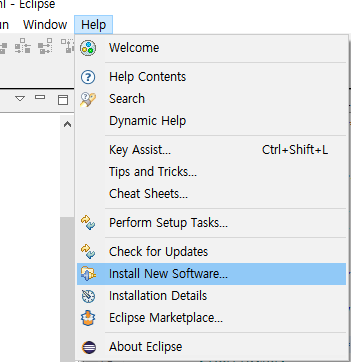 nl - Eclipse
un Window Help
Welcome
Help Contents
Search
Dynamic Help
Key Assist... Ctrl+Shift+L
Tips and Tricks...
Cheat Sheets...
Perform Setup Tasks...
Check for Updates
Install New Software...
Installation Details
Eclipse Marketplace...
About Eclipse